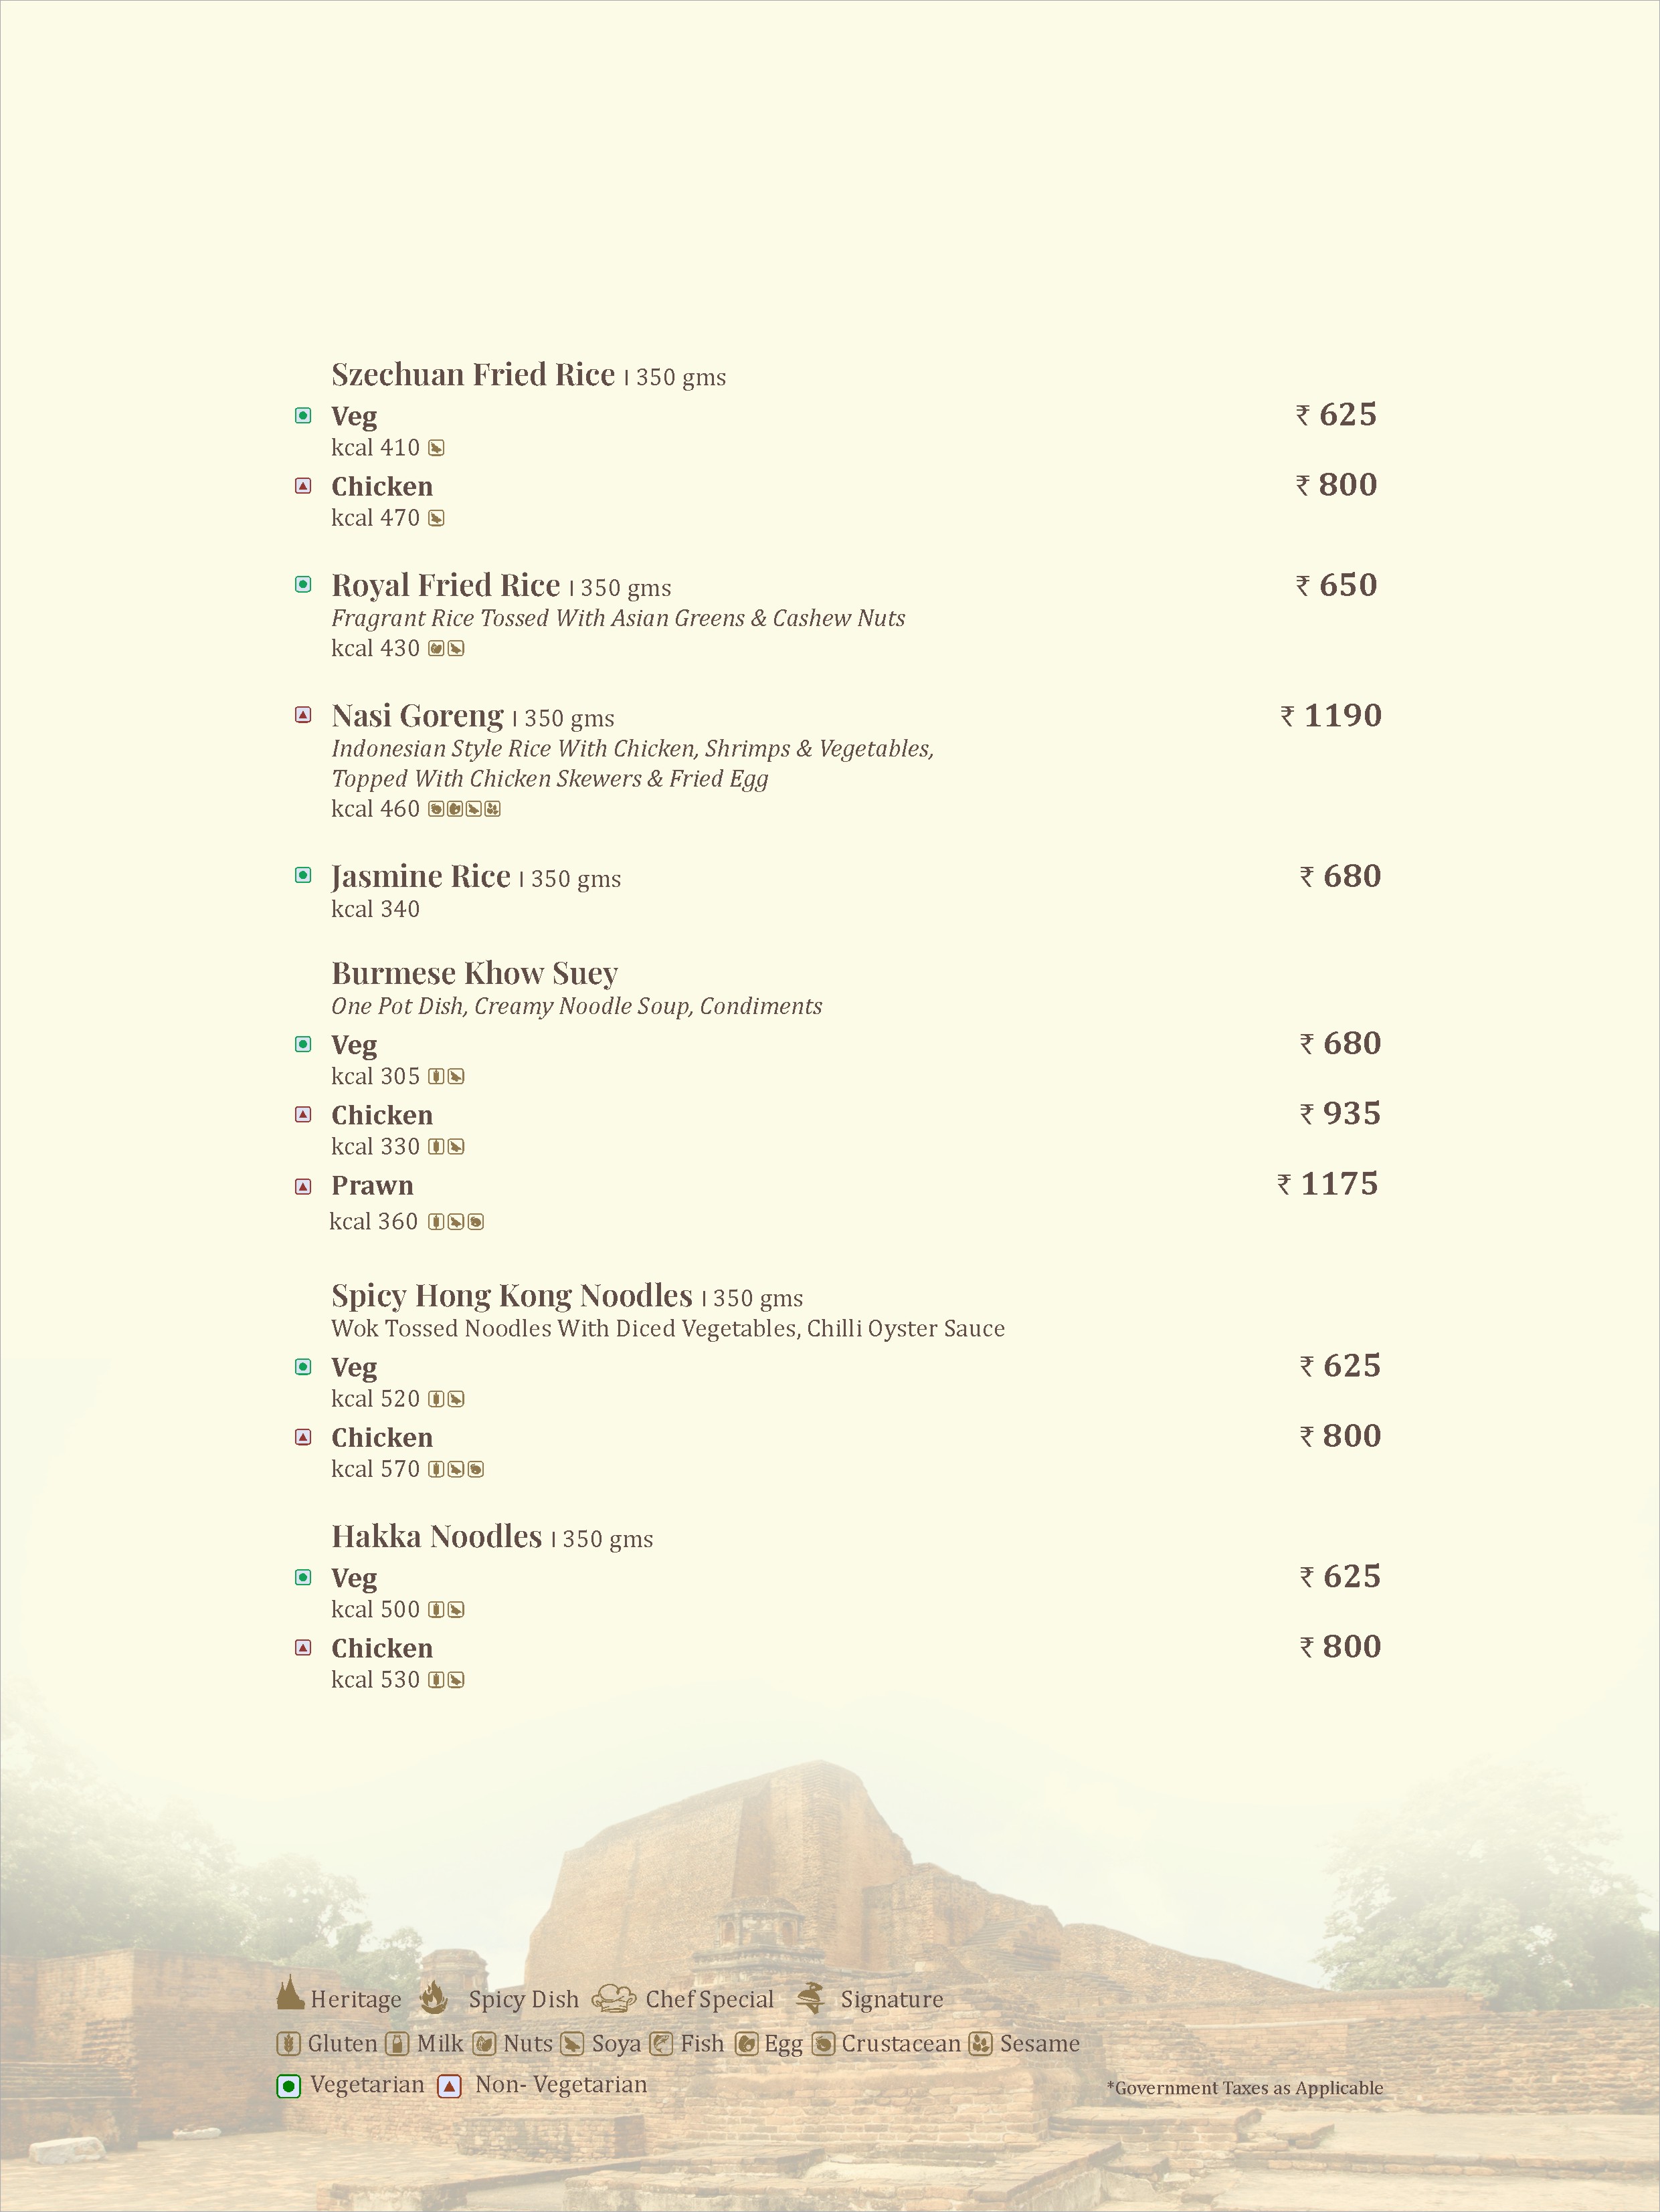 Szechuan Fried Rice I 350 gms
Veg ₹ 625
kcal 410
Chicken ₹ 800
kcal 470
Royal Fried Rice I 350 gms ₹ 650
Fragrant Rice Tossed With Asian Greens & Cashew Nuts
kcal 430
Nasi Goreng I 350 gms ₹ 1190
Indonesian Style Rice With Chicken, Shrimps & Vegetables,
Topped With Chicken Skewers & Fried Egg
kcal 460
Jasmine Rice I 350 gms ₹ 680
kcal 340
Burmese Khow Suey
One Pot Dish, Creamy Noodle Soup, Condiments
Veg ₹ 680
kcal 305
Chicken ₹ 935
kcal 330
Prawn ₹ 1175
kcal 360
Spicy Hong Kong Noodles I 350 gms
Wok Tossed Noodles With Diced Vegetables, Chilli Oyster Sauce
Veg ₹ 625
kcal 520
Chicken ₹ 800
kcal 570
Hakka Noodles I 350 gms
Veg ₹ 625
kcal 500
Chicken ₹ 800
kcal 530
Heritage Spicy Dish Chef Special Signature
Gluten Milk Nuts Soya Fish Egg Crustacean Sesame
Vegetarian Non- Vegetarian *Government Taxes as Applicable